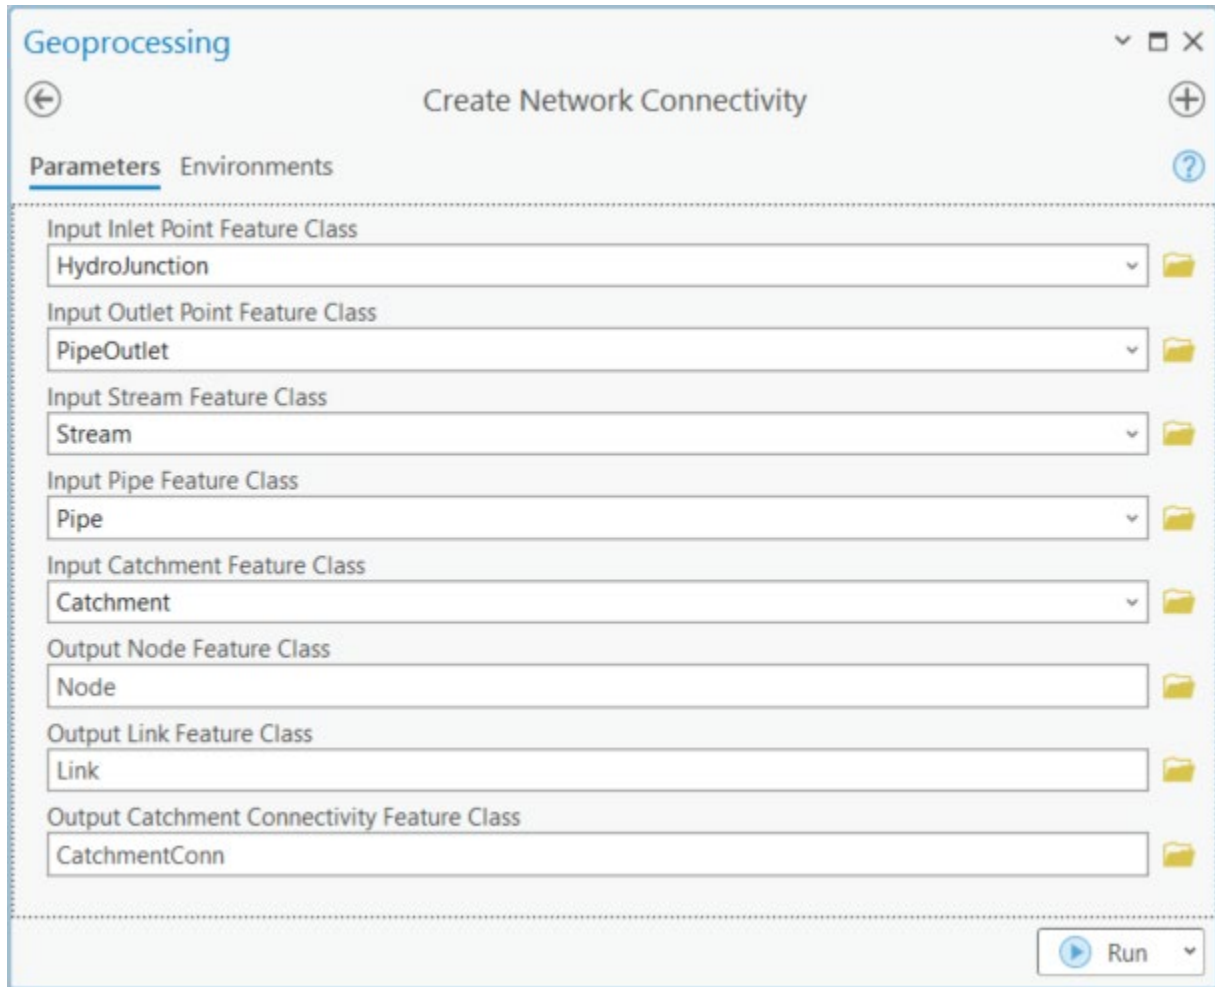 Geoprocessing
Create Network Connectivity
Parameters Environments
Input Inlet Point Feature Class
HydroJunction
Input Outlet Point Feature Class
PipeOutlet
Input Stream Feature Class
Stream
Input Pipe Feature Class
Pipe
Input Catchment Feature Class
Catchment
Output Node Feature Class
Node
Output Link Feature Class
Link
Output Catchment Connectivity Feature Class
CatchmentConn
Run